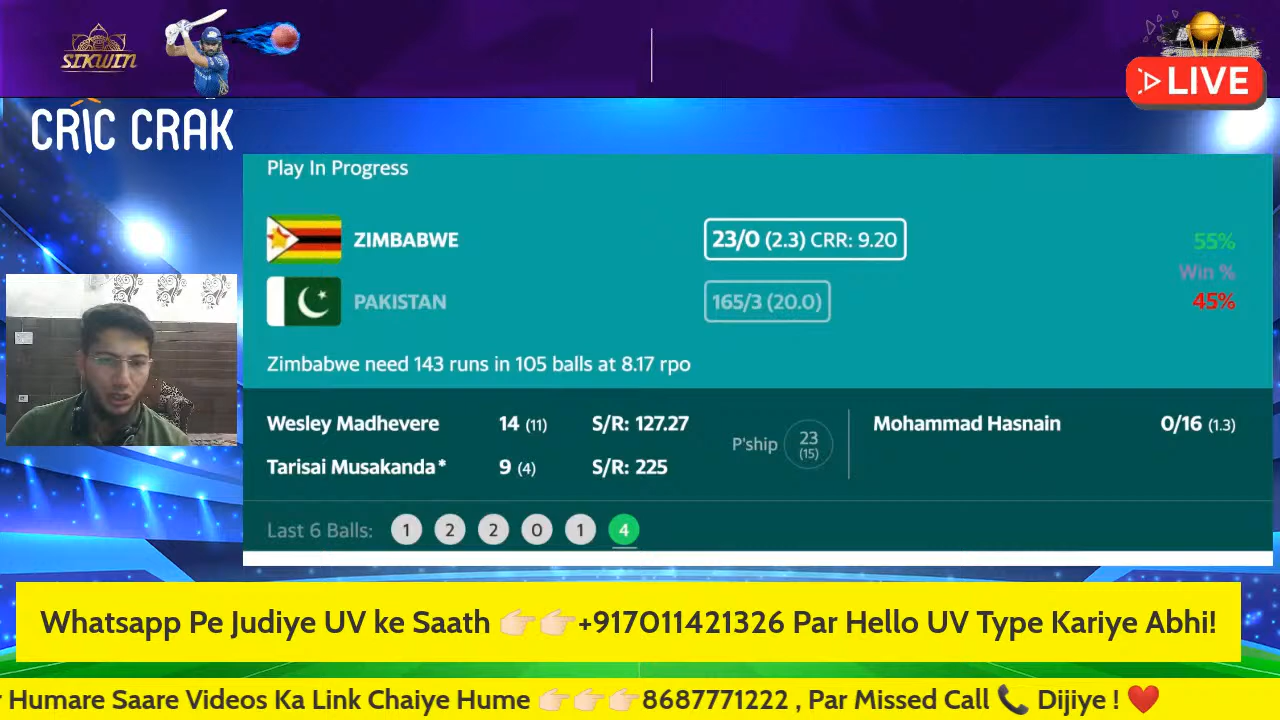 SIKWIN
LIVE
CRIC CRAK
Play In Progress
ZIMBABWE 23/0 (2.3) CRR: 9.20 55%
Win %
PAKISTAN 165/3 (20.0) 45%
Zimbabwe need 143 runs in 105 balls at 8.17 rpo
Wesley Madhevere 14 (11) S/R: 127.27
Tarisai Musakanda* 9 (4) S/R: 225
P'ship 23 (15)
Mohammad Hasnain 0/16 (1.3)
Last 6 Balls: 1 2 2 0 1 4
Whatsapp Pe Judiye UV ke Saath 👉🏻👉🏻+917011421326 Par Hello UV Type Kariye Abhi!
Humare Saare Videos Ka Link Chaiye Hume 👉🏻👉🏻👉🏻8687771222 , Par Missed Call 📞 Dijiye ! ❤️